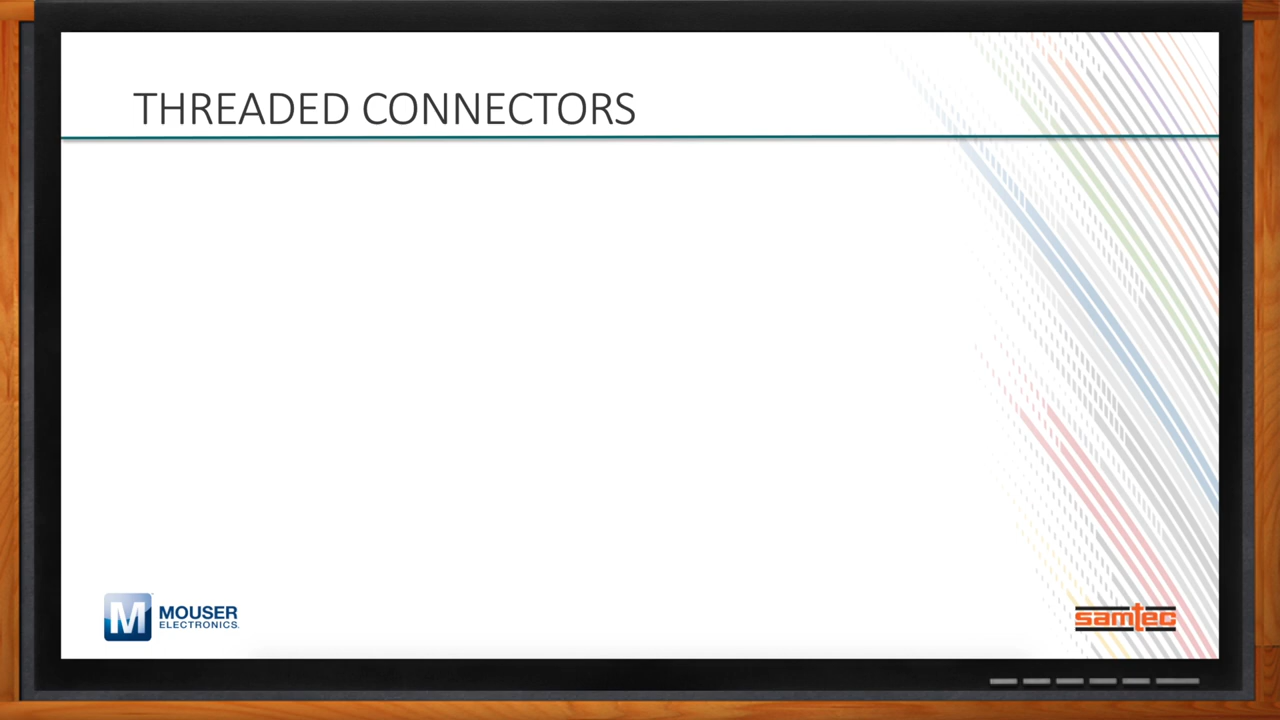 THREADED CONNECTORS
M
MOUSER
ELECTRONICS.
samtec